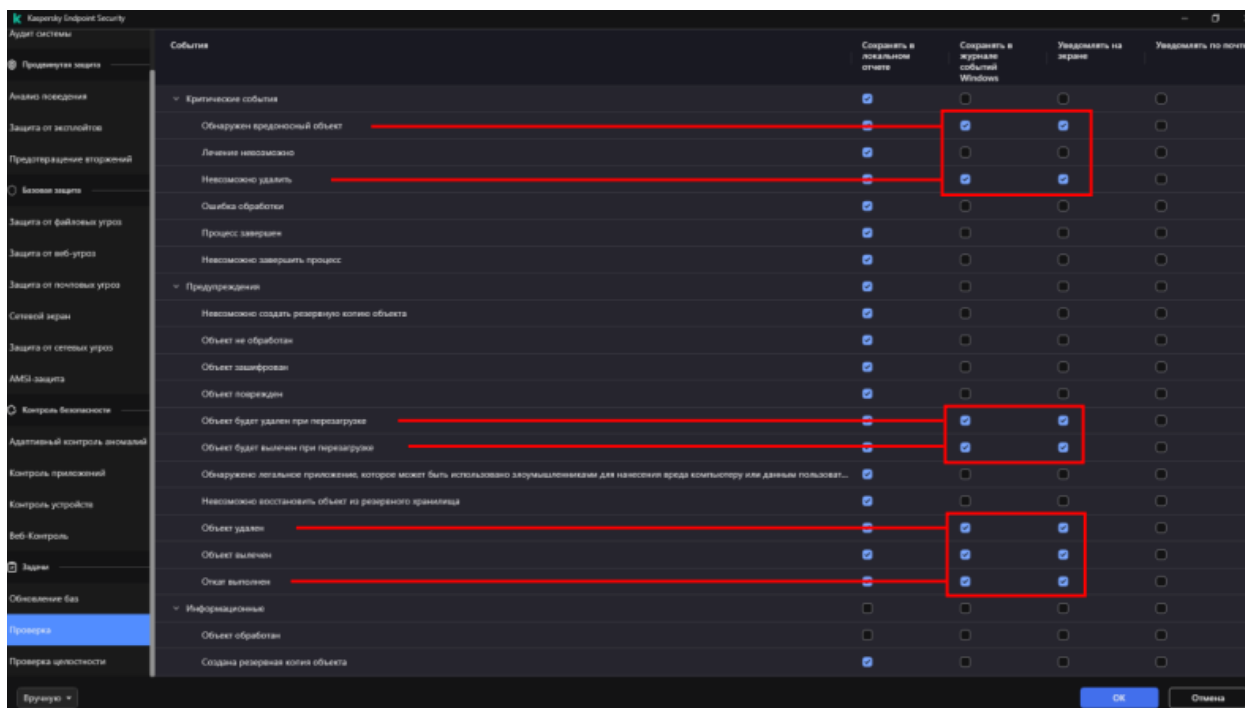 Kaspersky Endpoint Security
Аудит системы
Продвинутая защита
Анализ поведения
Защита от эксплойтов
Предотвращение вторжений
Базовая защита
Защита от файловых угроз
Защита от веб-угроз
Защита от почтовых угроз
Сетевой экран
Защита от сетевых угроз
AMSI-защита
Контроль безопасности
Адаптивный контроль аномалий
Контроль приложений
Контроль устройств
Веб-Контроль
Задачи
Обновление баз
Проверка
Проверка целостности
События
Сохранять в
локальном
отчете
Сохранять в
журнале
событий
Windows
Уведомлять на
экране
Уведомлять по почте
Критические события
Обнаружен вредоносный объект
Лечение невозможно
Невозможно удалить
Ошибка обработки
Процесс завершен
Невозможно завершить процесс
Предупреждения
Невозможно создать резервную копию объекта
Объект не обработан
Объект зашифрован
Объект поврежден
Объект будет удален при перезагрузке
Объект будет вылечен при перезагрузке
Обнаружено легальное приложение, которое может быть использовано злоумышленниками для нанесения вреда компьютеру или данным пользоват...
Невозможно восстановить объект из резервного хранилища
Объект удален
Объект вылечен
Откат выполнен
Информационные
Объект обработан
Создана резервная копия объекта
Вручную
ОК
Отмена